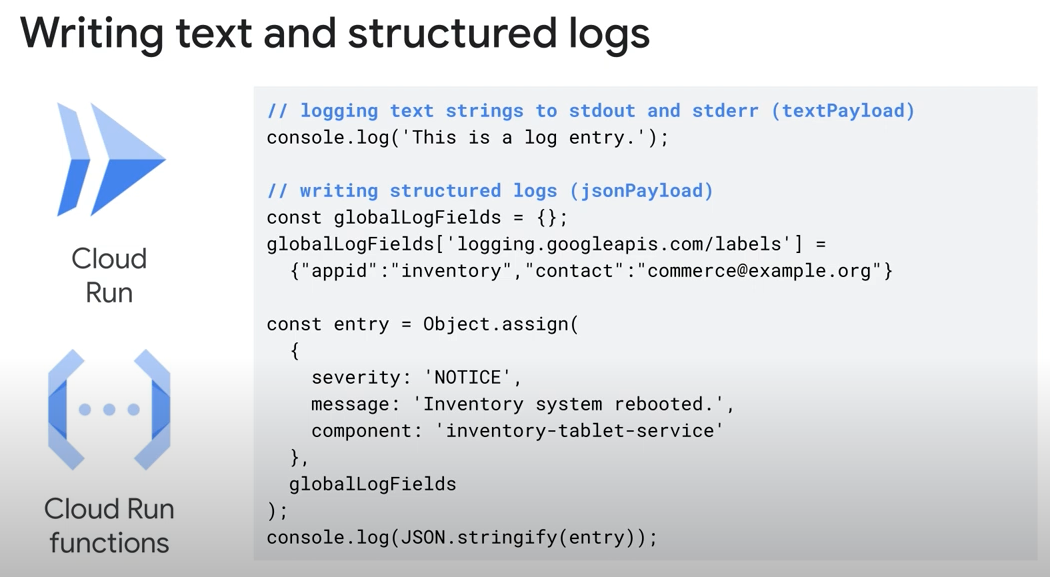 Writing text and structured logs
Cloud
Run
Cloud Run
functions
// logging text strings to stdout and stderr (textPayload)
console.log('This is a log entry.');
// writing structured logs (jsonPayload)
const globalLogFields = {};
globalLogFields['logging.googleapis.com/labels'] =
  {"appid":"inventory","contact":"commerce@example.org"}
const entry = Object.assign(
  {
    severity: 'NOTICE',
    message: 'Inventory system rebooted.',
    component: 'inventory-tablet-service'
  },
  globalLogFields
);
console.log(JSON.stringify(entry));